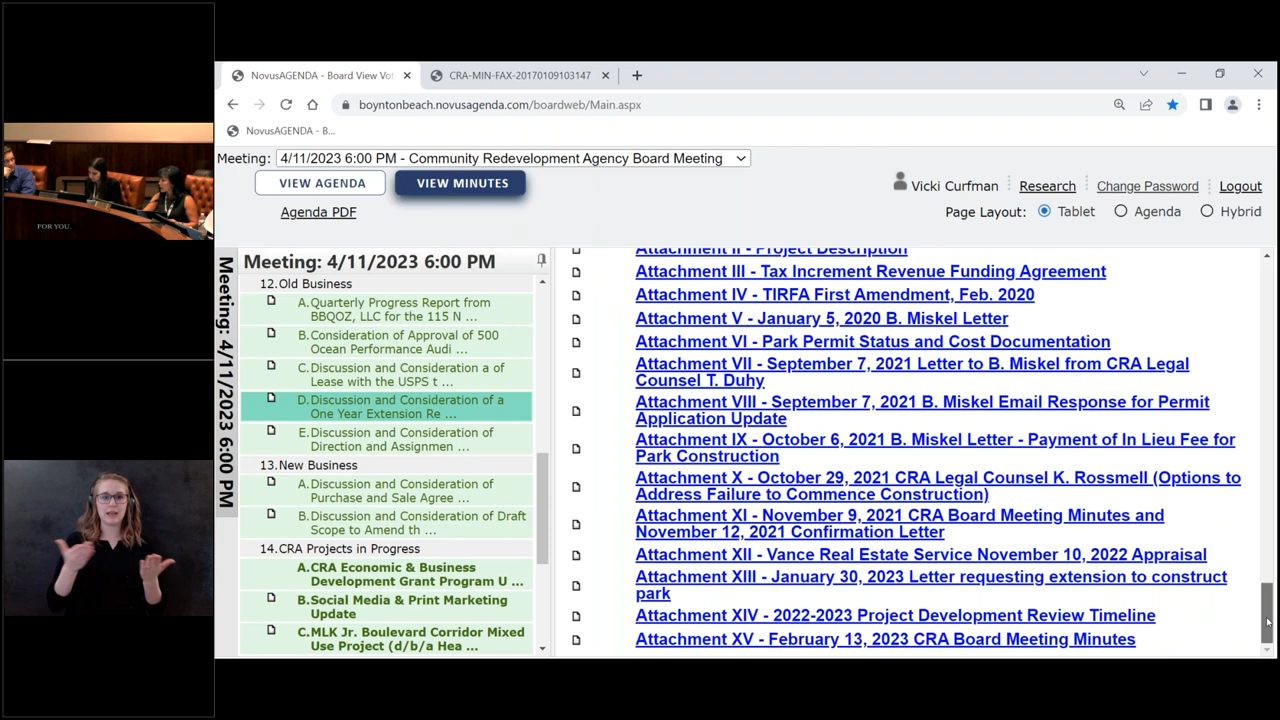 NovusAGENDA - Board View Vot
CRA-MIN-FAX-20170109103147
boyntonbeach.novusagenda.com/boardweb/Main.aspx
NovusAGENDA - B...
Meeting: 4/11/2023 6:00 PM - Community Redevelopment Agency Board Meeting
VIEW AGENDA
VIEW MINUTES
Agenda PDF
Vicki Curfman
Research
Change Password
Logout
Page Layout:
Tablet
Agenda
Hybrid
FOR YOU.
Meeting: 4/11/2023 6:00 PM
Meeting: 4/11/2023 6:00 PM
12.Old Business
A.Quarterly Progress Report from
BBQOZ, LLC for the 115 N ...
B.Consideration of Approval of 500
Ocean Performance Audi ...
C.Discussion and Consideration a of
Lease with the USPS t ...
D.Discussion and Consideration of a
One Year Extension Re ...
E.Discussion and Consideration of
Direction and Assignmen ...
13.New Business
A.Discussion and Consideration of
Purchase and Sale Agree ...
B.Discussion and Consideration of Draft
Scope to Amend th ...
14.CRA Projects in Progress
A.CRA Economic & Business
Development Grant Program U ...
B.Social Media & Print Marketing
Update
C.MLK Jr. Boulevard Corridor Mixed
Use Project (d/b/a Hea ...
Attachment II - Project Description
Attachment III - Tax Increment Revenue Funding Agreement
Attachment IV - TIRFA First Amendment, Feb. 2020
Attachment V - January 5, 2020 B. Miskel Letter
Attachment VI - Park Permit Status and Cost Documentation
Attachment VII - September 7, 2021 Letter to B. Miskel from CRA Legal
Counsel T. Duhy
Attachment VIII - September 7, 2021 B. Miskel Email Response for Permit
Application Update
Attachment IX - October 6, 2021 B. Miskel Letter - Payment of In Lieu Fee for
Park Construction
Attachment X - October 29, 2021 CRA Legal Counsel K. Rossmell (Options to
Address Failure to Commence Construction)
Attachment XI - November 9, 2021 CRA Board Meeting Minutes and
November 12, 2021 Confirmation Letter
Attachment XII - Vance Real Estate Service November 10, 2022 Appraisal
Attachment XIII - January 30, 2023 Letter requesting extension to construct
park
Attachment XIV - 2022-2023 Project Development Review Timeline
Attachment XV - February 13, 2023 CRA Board Meeting Minutes